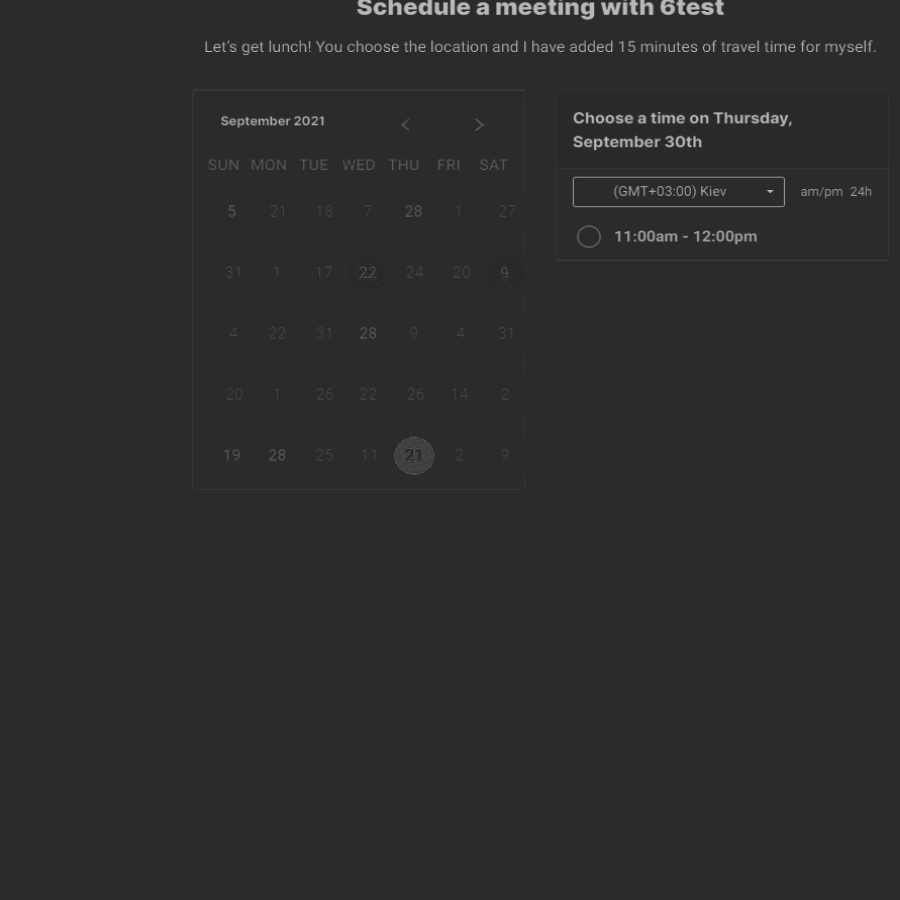 Schedule a meeting with 6test
Let's get lunch! You choose the location and I have added 15 minutes of travel time for myself.
September 2021
SUN MON TUE WED THU FRI SAT
5 21 18 7 28 1 27
31 1 17 22 24 20 9
4 22 31 28 9 4 31
20 1 26 22 26 14 2
19 28 25 11 21 2 9
Choose a time on Thursday,
September 30th
(GMT+03:00) Kiev am/pm 24h
11:00am - 12:00pm